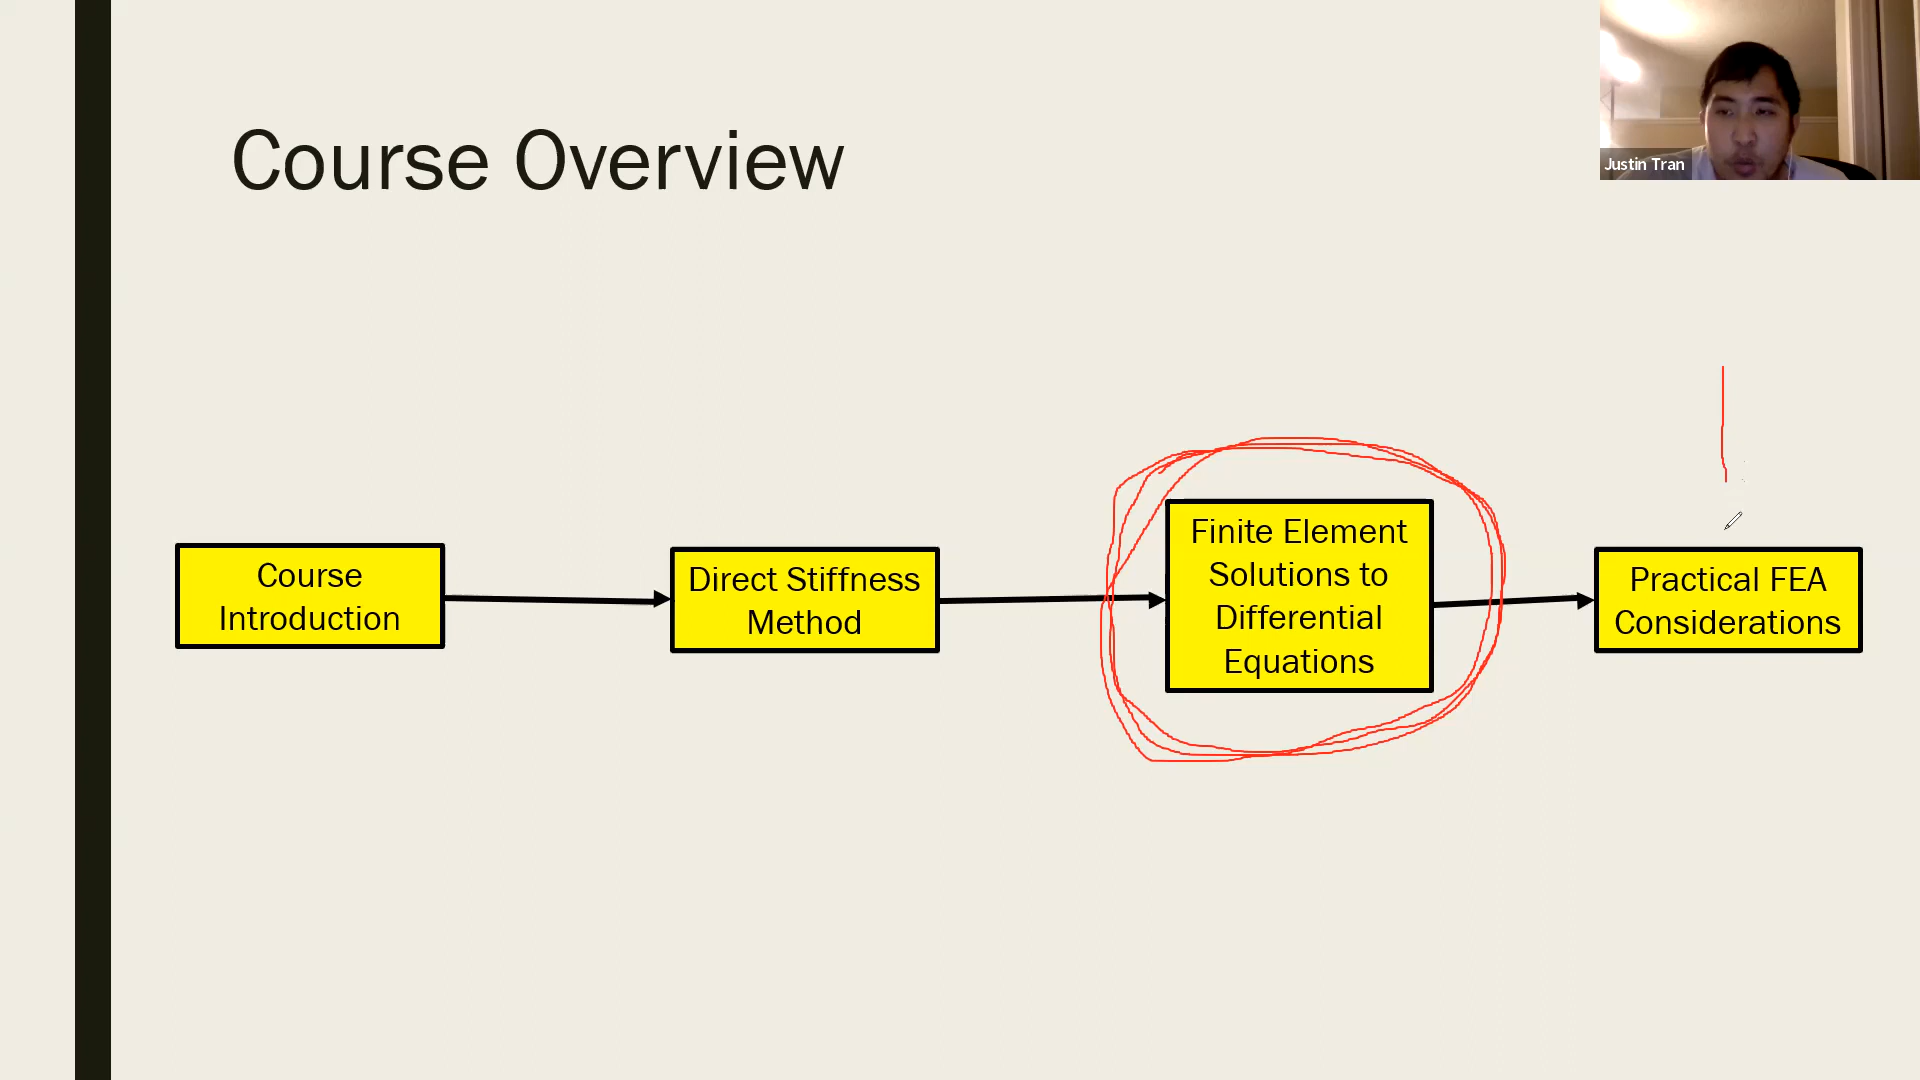 Course Overview
Justin Tran
Course
Introduction
Direct Stiffness
Method
Finite Element
Solutions to
Differential
Equations
Practical FEA
Considerations